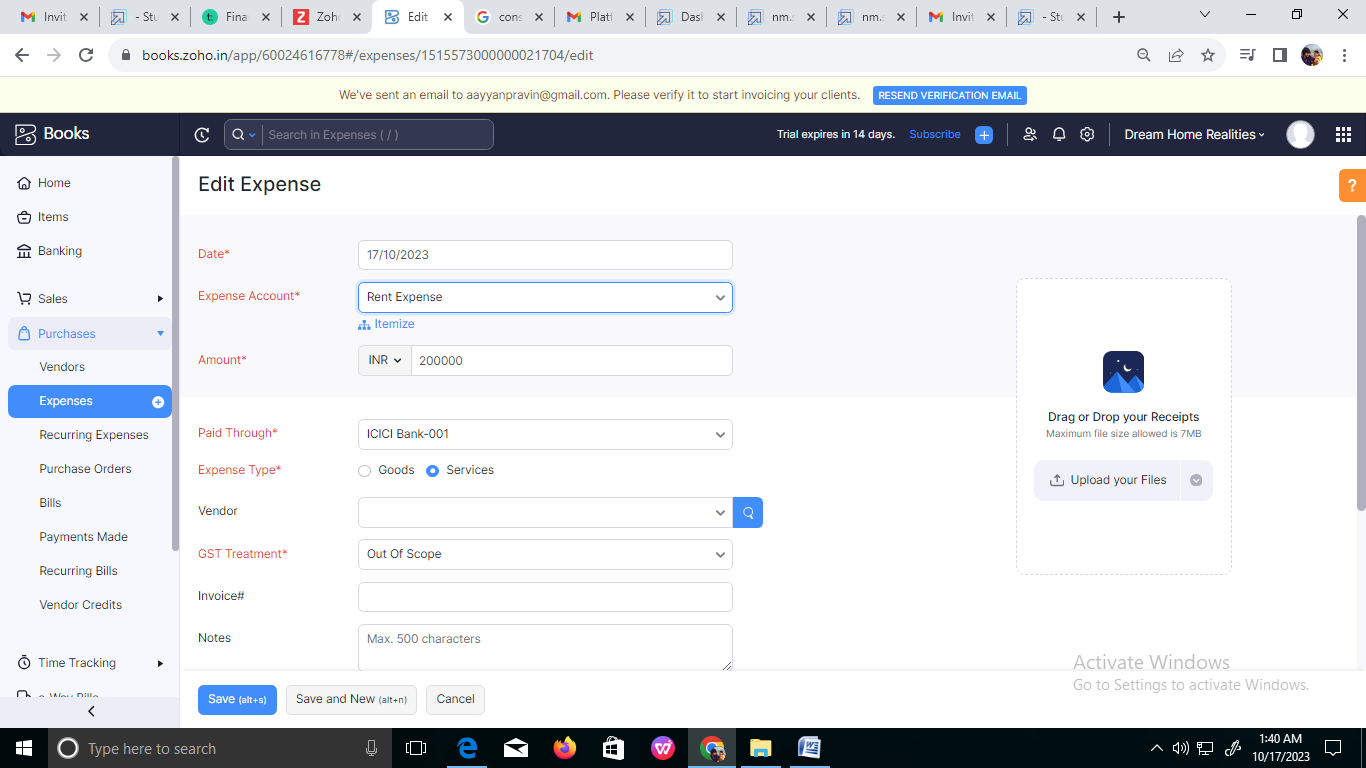 Invit
- Stu
Fina
Zoh
Edit
cons
Platf
Dash
nm.
nm.
Invit
- Stu
books.zoho.in/app/60024616778#/expenses/1515573000000021704/edit
We've sent an email to aayyanpravin@gmail.com. Please verify it to start invoicing your clients. RESEND VERIFICATION EMAIL
Books
Search in Expenses ( / )
Trial expires in 14 days. Subscribe
Dream Home Realities
Home
Items
Banking
Sales
Purchases
Vendors
Expenses
Recurring Expenses
Purchase Orders
Bills
Payments Made
Recurring Bills
Vendor Credits
Time Tracking
e-Way Bills
Edit Expense
?
Date* 17/10/2023
Expense Account* Rent Expense
Itemize
Amount* INR 200000
Paid Through* ICICI Bank-001
Expense Type* Goods Services
Vendor
GST Treatment* Out Of Scope
Invoice#
Notes Max. 500 characters
Drag or Drop your Receipts
Maximum file size allowed is 7MB
Upload your Files
Save (alt+s) Save and New (alt+n) Cancel
Activate Windows
Go to Settings to activate Windows.
Type here to search
1:40 AM
10/17/2023